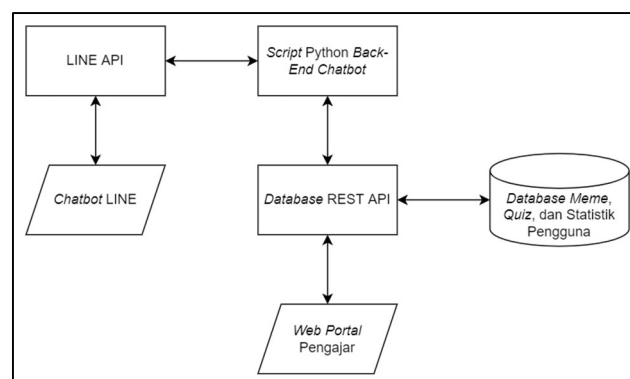 LINE API
Script Python Back-
End Chatbot
Chatbot LINE
Database REST API
Database Meme,
Quiz, dan Statistik
Pengguna
Web Portal
Pengajar